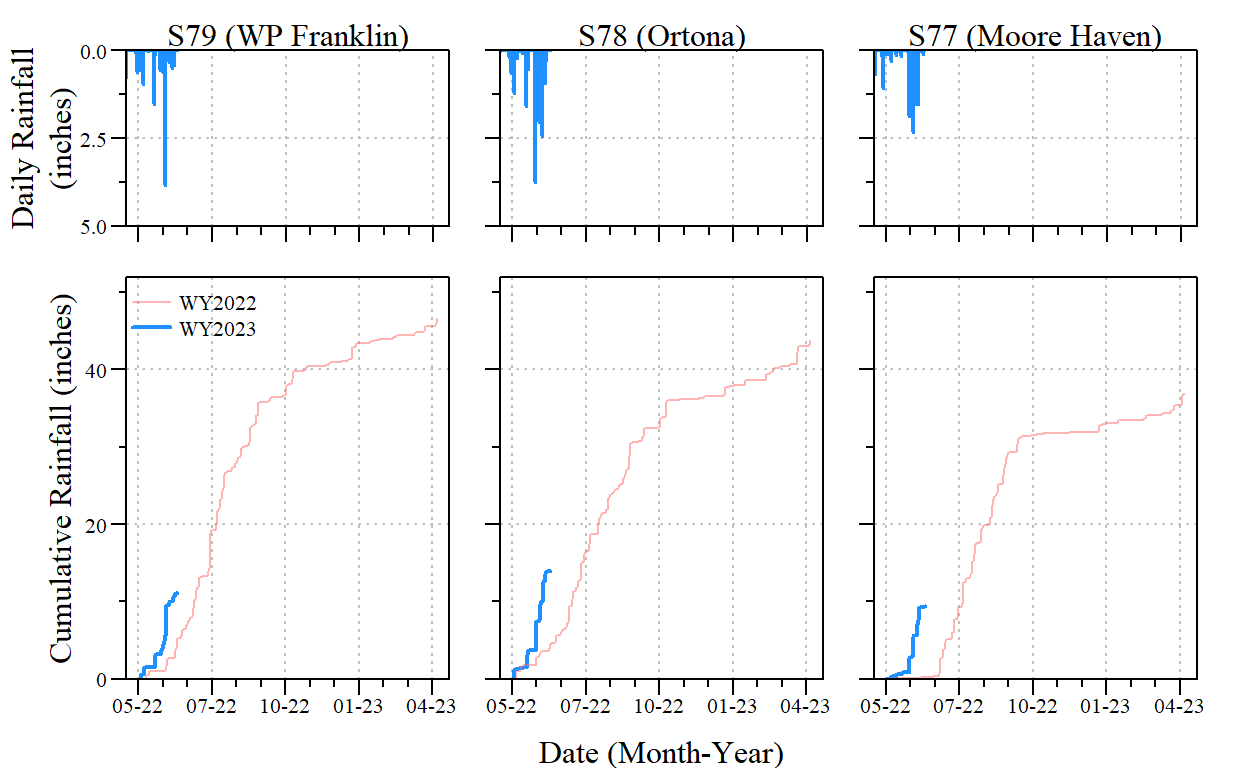 S79 (WP Franklin)
S78 (Ortona)
S77 (Moore Haven)
Daily Rainfall
(inches)
0.0
2.5
5.0
Cumulative Rainfall (inches)
WY2022
WY2023
40
20
0
05-22 07-22 10-22 01-23 04-23
05-22 07-22 10-22 01-23 04-23
05-22 07-22 10-22 01-23 04-23
Date (Month-Year)